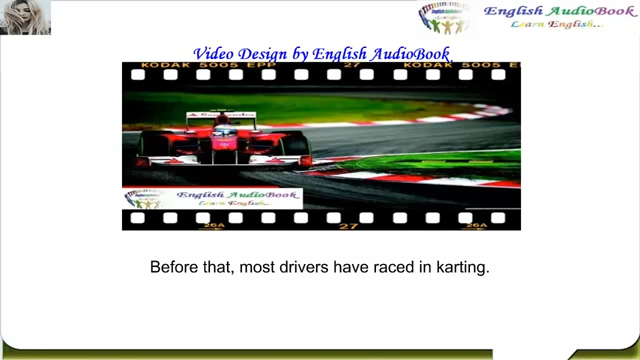 English AudioBook
Learn English...
Video Design by English AudioBook
KODAK 5005 EPP
27
KODAK 5005 E
Santander
English AudioBook
Learn English...
26A
27
26A
Before that, most drivers have raced in karting.